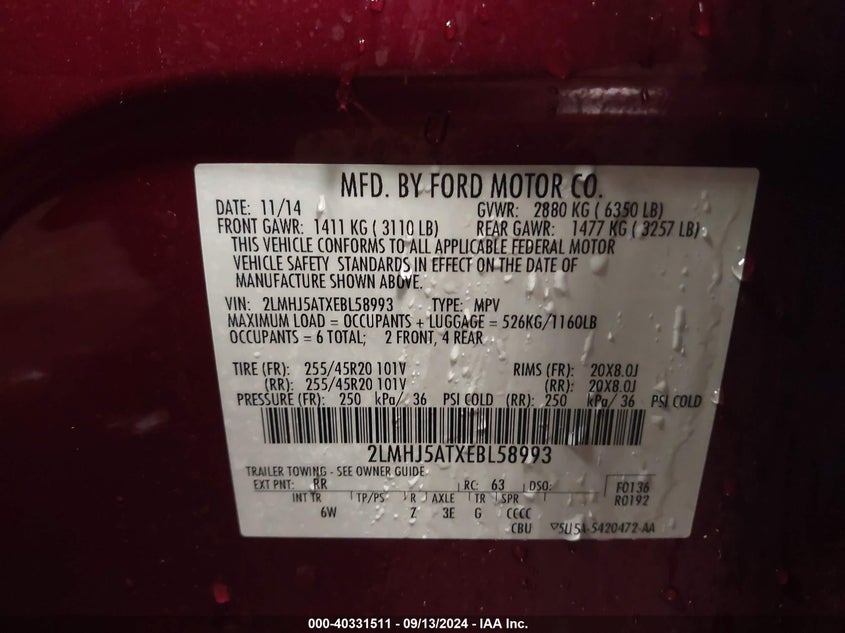 MFD. BY FORD MOTOR CO.
DATE: 11/14 GVWR: 2880 KG ( 6350 LB)
FRONT GAWR: 1411 KG ( 3110 LB) REAR GAWR: 1477 KG ( 3257 LB)
THIS VEHICLE CONFORMS TO ALL APPLICABLE FEDERAL MOTOR
VEHICLE SAFETY STANDARDS IN EFFECT ON THE DATE OF
MANUFACTURE SHOWN ABOVE.
VIN: 2LMHJ5ATXEBL58993 TYPE: MPV
MAXIMUM LOAD = OCCUPANTS + LUGGAGE = 526KG/1160LB
OCCUPANTS = 6 TOTAL; 2 FRONT, 4 REAR
TIRE (FR): 255/45R20 101V RIMS (FR): 20X8.0J
(RR): 255/45R20 101V (RR): 20X8.0J
PRESSURE (FR): 250 kPa/ 36 PSI COLD (RR): 250 kPa/ 36 PSI COLD
2LMHJ5ATXEBL58993
TRAILER TOWING - SEE OWNER GUIDE
EXT PNT: RR RC: 63 DSO: F0136
R0192
INT TR TP/PS R AXLE TR SPR
6W Z 3E G CCCC
CBU 5U5A-5420472-AA
000-40331511 - 09/13/2024 - IAA Inc.